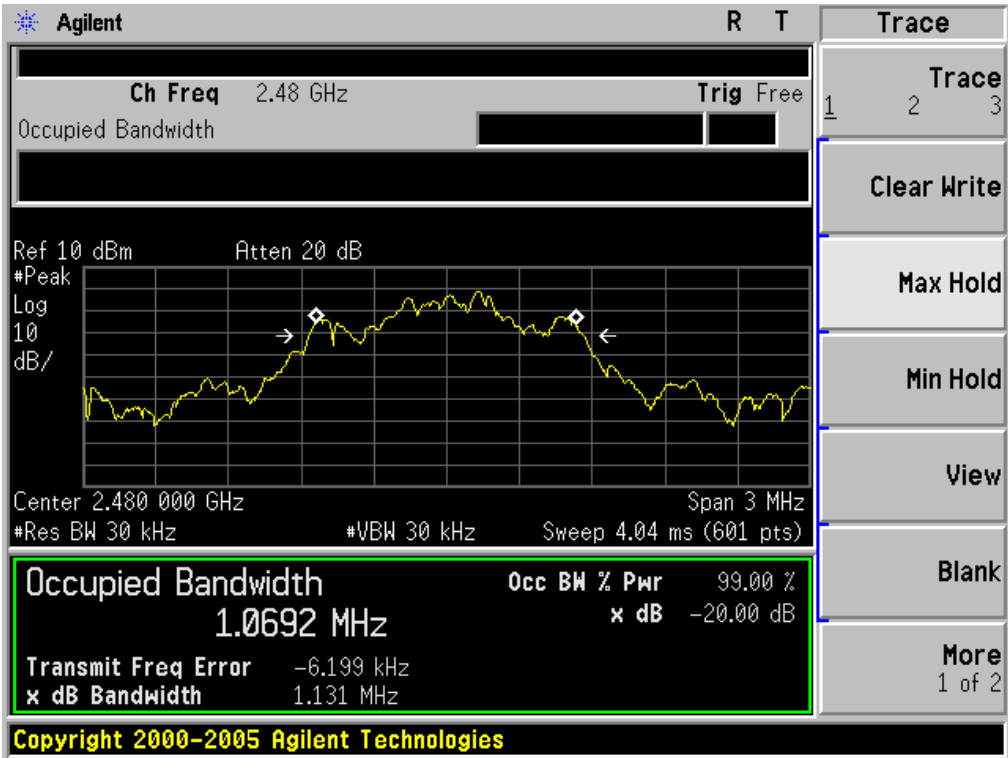 Agilent R T
Trace
Ch Freq 2.48 GHz Trig Free
Occupied Bandwidth
Trace
1 2 3
Clear Write
Max Hold
Min Hold
View
Blank
More
1 of 2
Ref 10 dBm Atten 20 dB
#Peak
Log
10
dB/
Center 2.480 000 GHz Span 3 MHz
#Res BW 30 kHz #VBW 30 kHz Sweep 4.04 ms (601 pts)
Occupied Bandwidth Occ BW % Pwr 99.00 %
1.0692 MHz x dB -20.00 dB
Transmit Freq Error -6.199 kHz
x dB Bandwidth 1.131 MHz
Copyright 2000-2005 Agilent Technologies